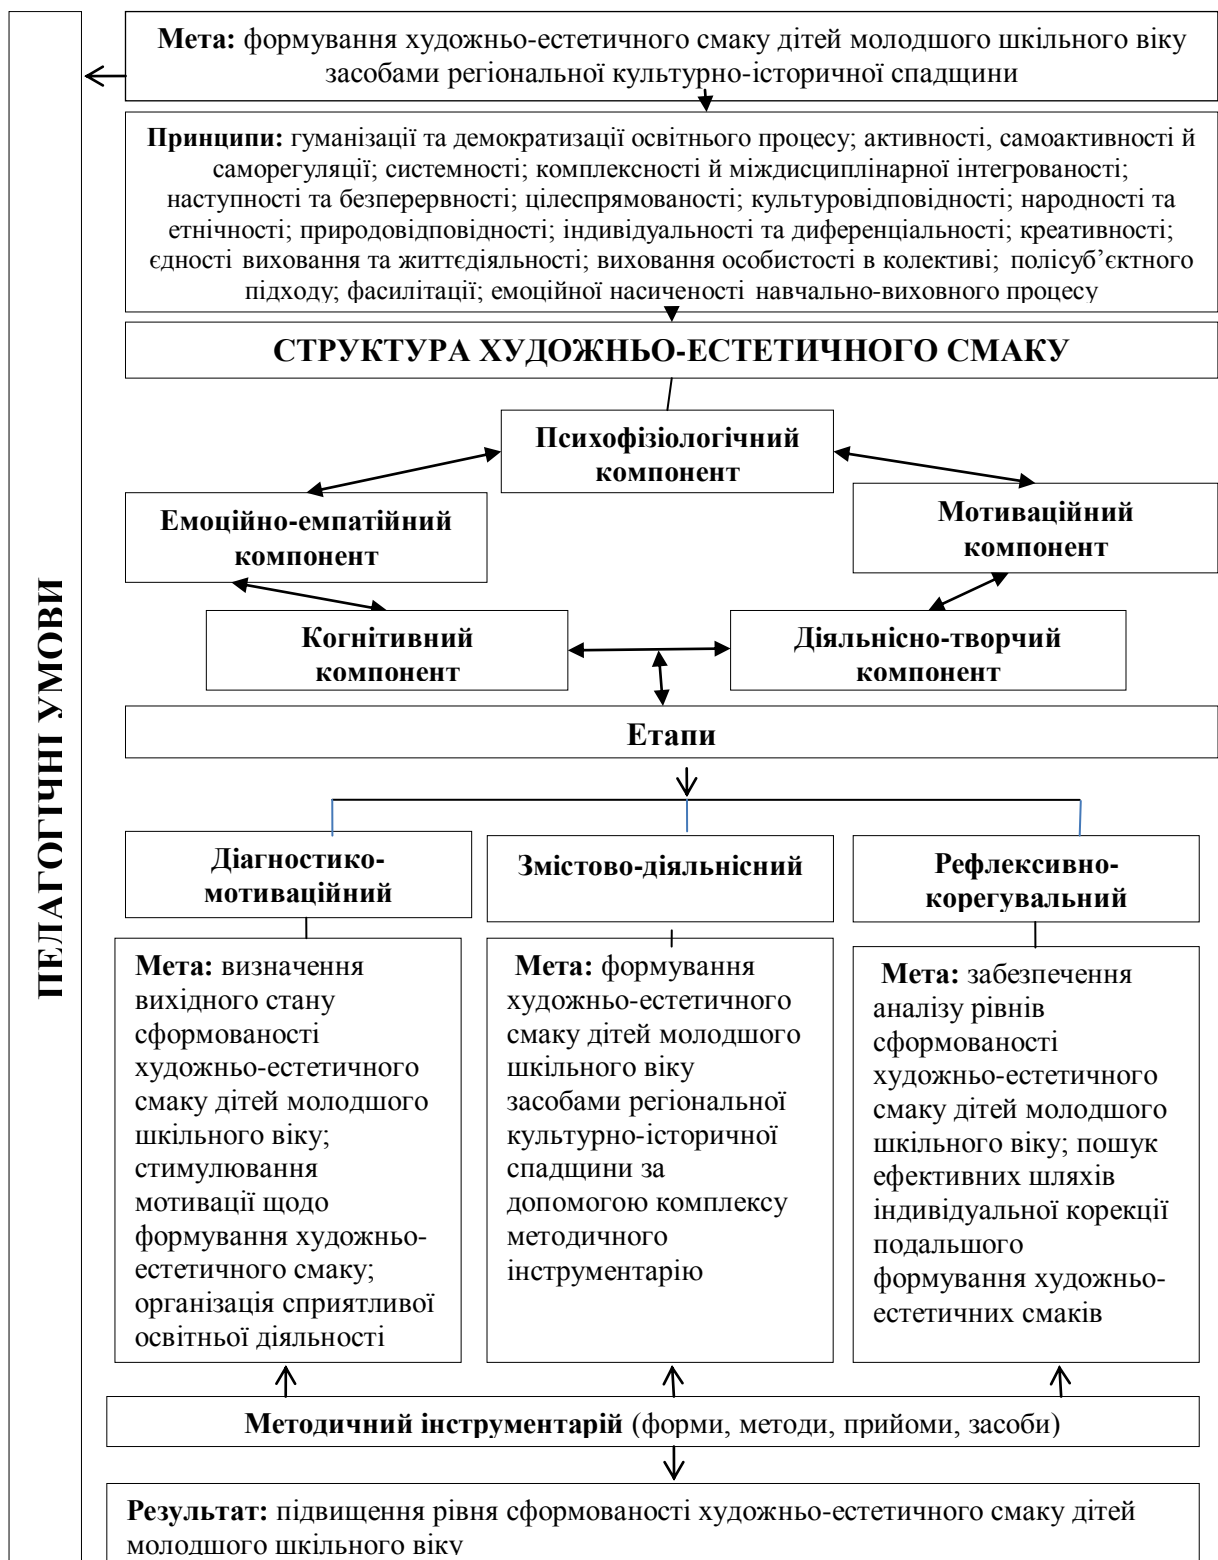 Мета: формування художньо-естетичного смаку дітей молодшого шкільного віку
засобами регіональної культурно-історичної спадщини
Принципи: гуманізації та демократизації освітнього процесу; активності, самоактивності й
саморегуляції; системності; комплексності й міждисциплінарної інтегрованості;
наступності та безперервності; цілеспрямованості; культуровідповідності; народності та
етнічності; природовідповідності; індивідуальності та диференціальності; креативності;
єдності виховання та життєдіяльності; виховання особистості в колективі; полісуб’єктного
підходу; фасилітації; емоційної насиченості навчально-виховного процесу
СТРУКТУРА ХУДОЖНЬО-ЕСТЕТИЧНОГО СМАКУ
Психофізіологічний
компонент
Емоційно-емпатійний
компонент
Мотиваційний
компонент
Когнітивний
компонент
Діяльнісно-творчий
компонент
ПЕДАГОГІЧНІ УМОВИ
Етапи
Діагностико-
мотиваційний
Змістово-діяльнісний
Рефлексивно-
корегувальний
Мета: визначення
вихідного стану
сформованості
художньо-естетичного
смаку дітей молодшого
шкільного віку;
стимулювання
мотивації щодо
формування художньо-
естетичного смаку;
організація сприятливої
освітньої діяльності
Мета: формування
художньо-естетичного
смаку дітей молодшого
шкільного віку
засобами регіональної
культурно-історичної
спадщини за
допомогою комплексу
методичного
інструментарію
Мета: забезпечення
аналізу рівнів
сформованості
художньо-естетичного
смаку дітей молодшого
шкільного віку; пошук
ефективних шляхів
індивідуальної корекції
подальшого
формування художньо-
естетичних смаків
Методичний інструментарій (форми, методи, прийоми, засоби)
Результат: підвищення рівня сформованості художньо-естетичного смаку дітей
молодшого шкільного віку